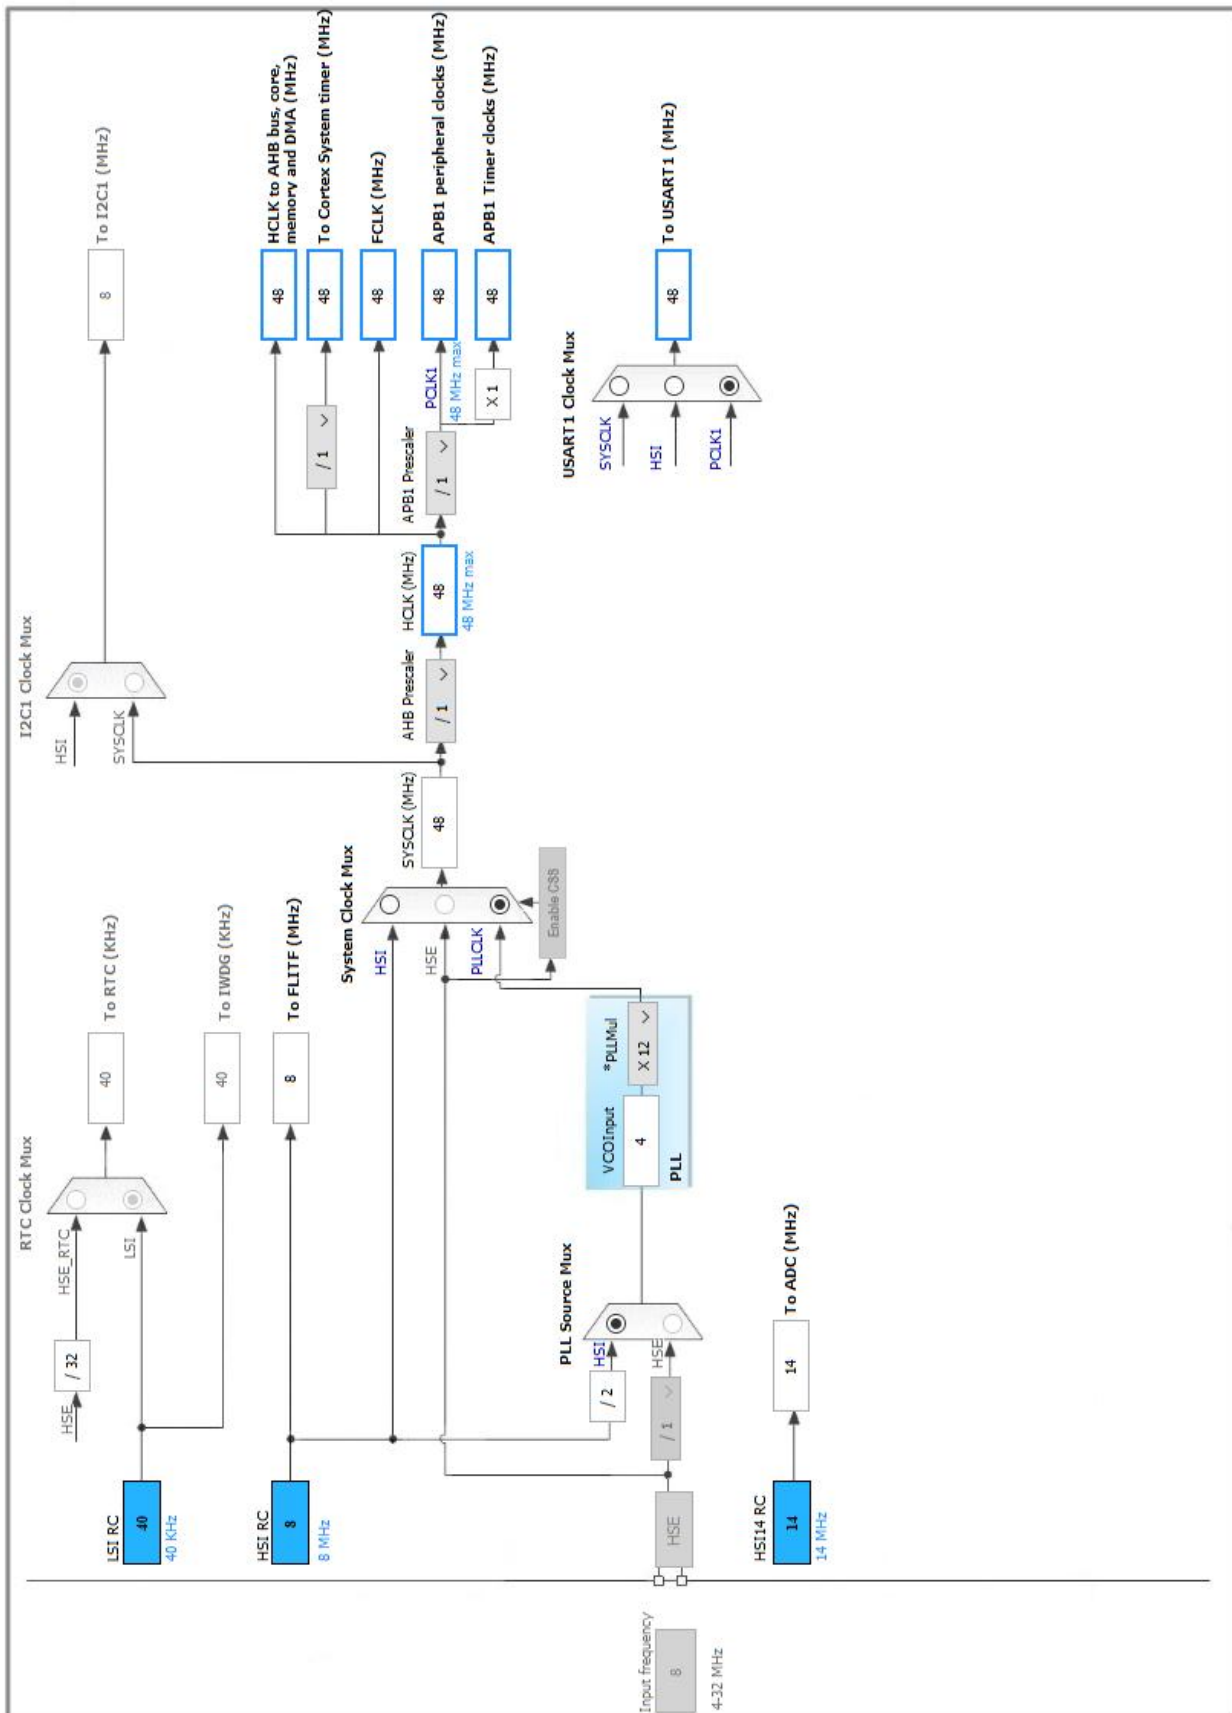 RTC Clock Mux
HSE
/ 32
HSE_RTC
LSI
40
To RTC (KHz)
LSI RC
40
40 KHz
40
To IWDG (KHz)
HSI RC
8
8 MHz
8
To FLITF (MHz)
I2C1 Clock Mux
HSI
SYSCLK
8
To I2C1 (MHz)
System Clock Mux
HSI
HSE
PLLCLK
Enable CSS
SYSCLK (MHz)
48
AHB Prescaler
/ 1
HCLK (MHz)
48
48 MHz max
APB1 Prescaler
/ 1
PCLK1
48 MHz max
/ 1
X 1
48
HCLK to AHB bus, core,
memory and DMA (MHz)
48
To Cortex System timer (MHz)
48
FCLK (MHz)
48
APB1 peripheral clocks (MHz)
48
APB1 Timer clocks (MHz)
PLL Source Mux
/ 2
HSI
HSE
/ 1
VCOInput
4
*PLLMul
X 12
PLL
USART1 Clock Mux
SYSCLK
HSI
PCLK1
48
To USART1 (MHz)
Input frequency
8
4-32 MHz
HSE
HSI14 RC
14
14 MHz
14
To ADC (MHz)